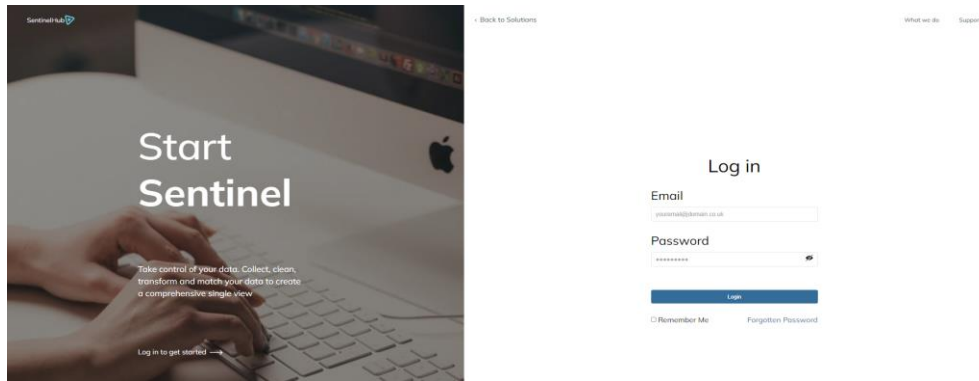 SentinelHub
Start
Sentinel
Take control of your data. Collect, clean,
transform and match your data to create
a comprehensive single view
Log in to get started
‹ Back to Solutions
What we do
Suppor
Log in
Email
youremail@domain.co.uk
Password
Login
Remember Me
Forgotten Password